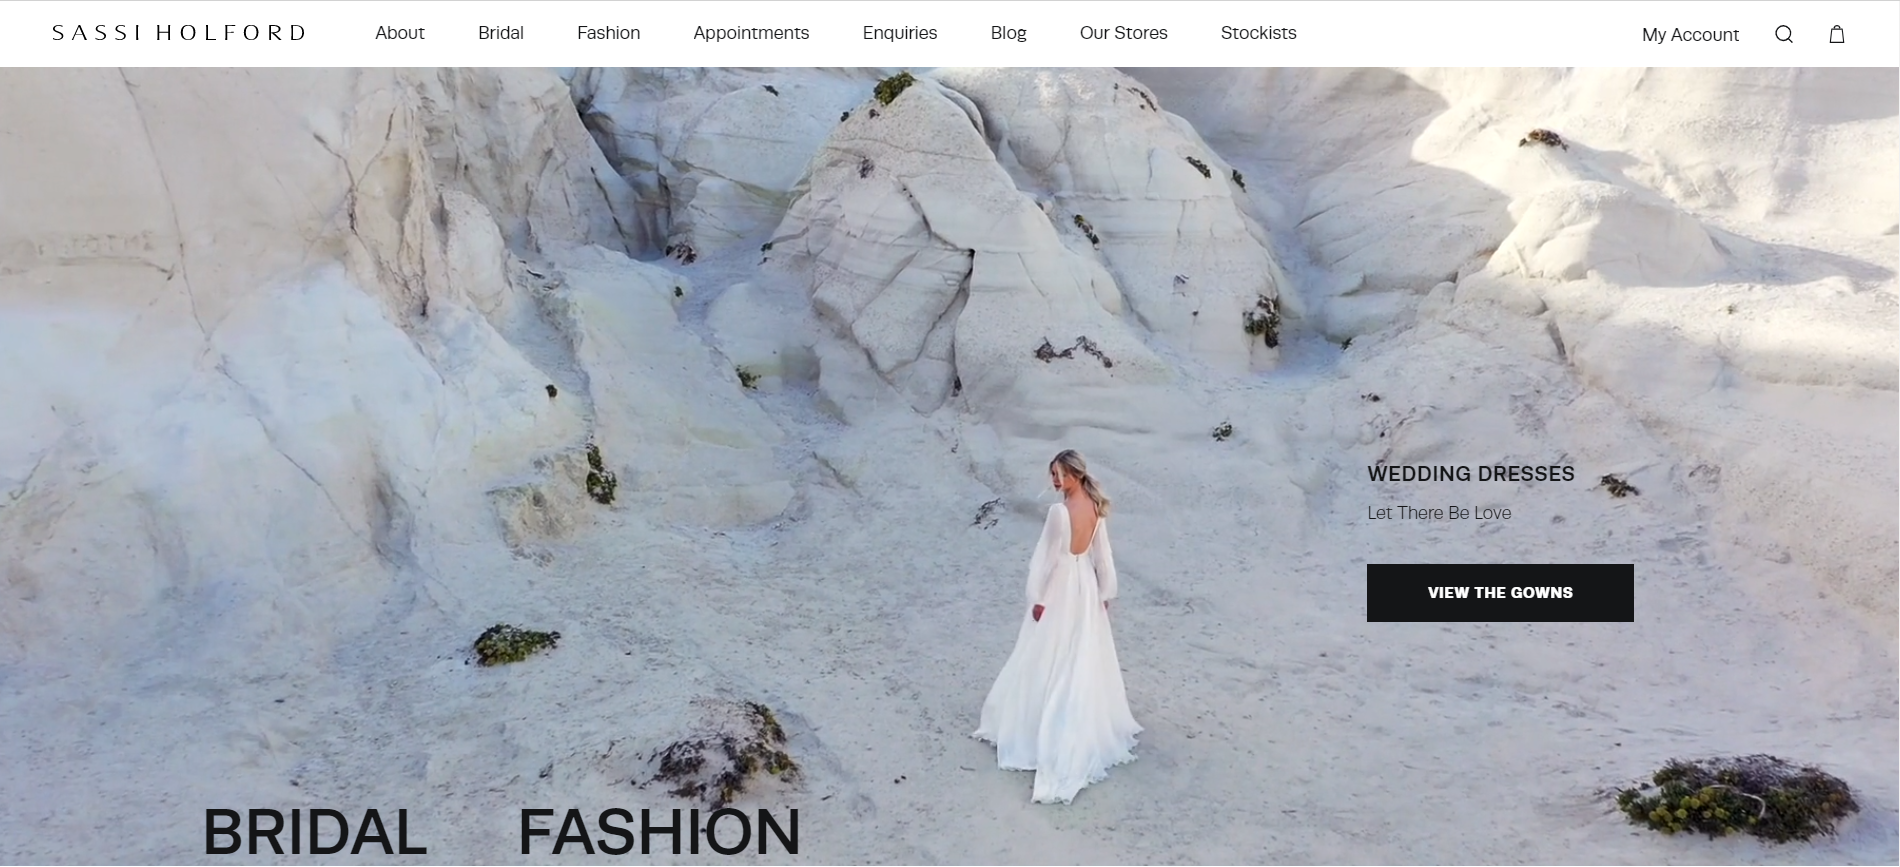 SASSI HOLFORD About Bridal Fashion Appointments Enquiries Blog Our Stores Stockists My Account
WEDDING DRESSES
Let There Be Love
VIEW THE GOWNS
BRIDAL FASHION